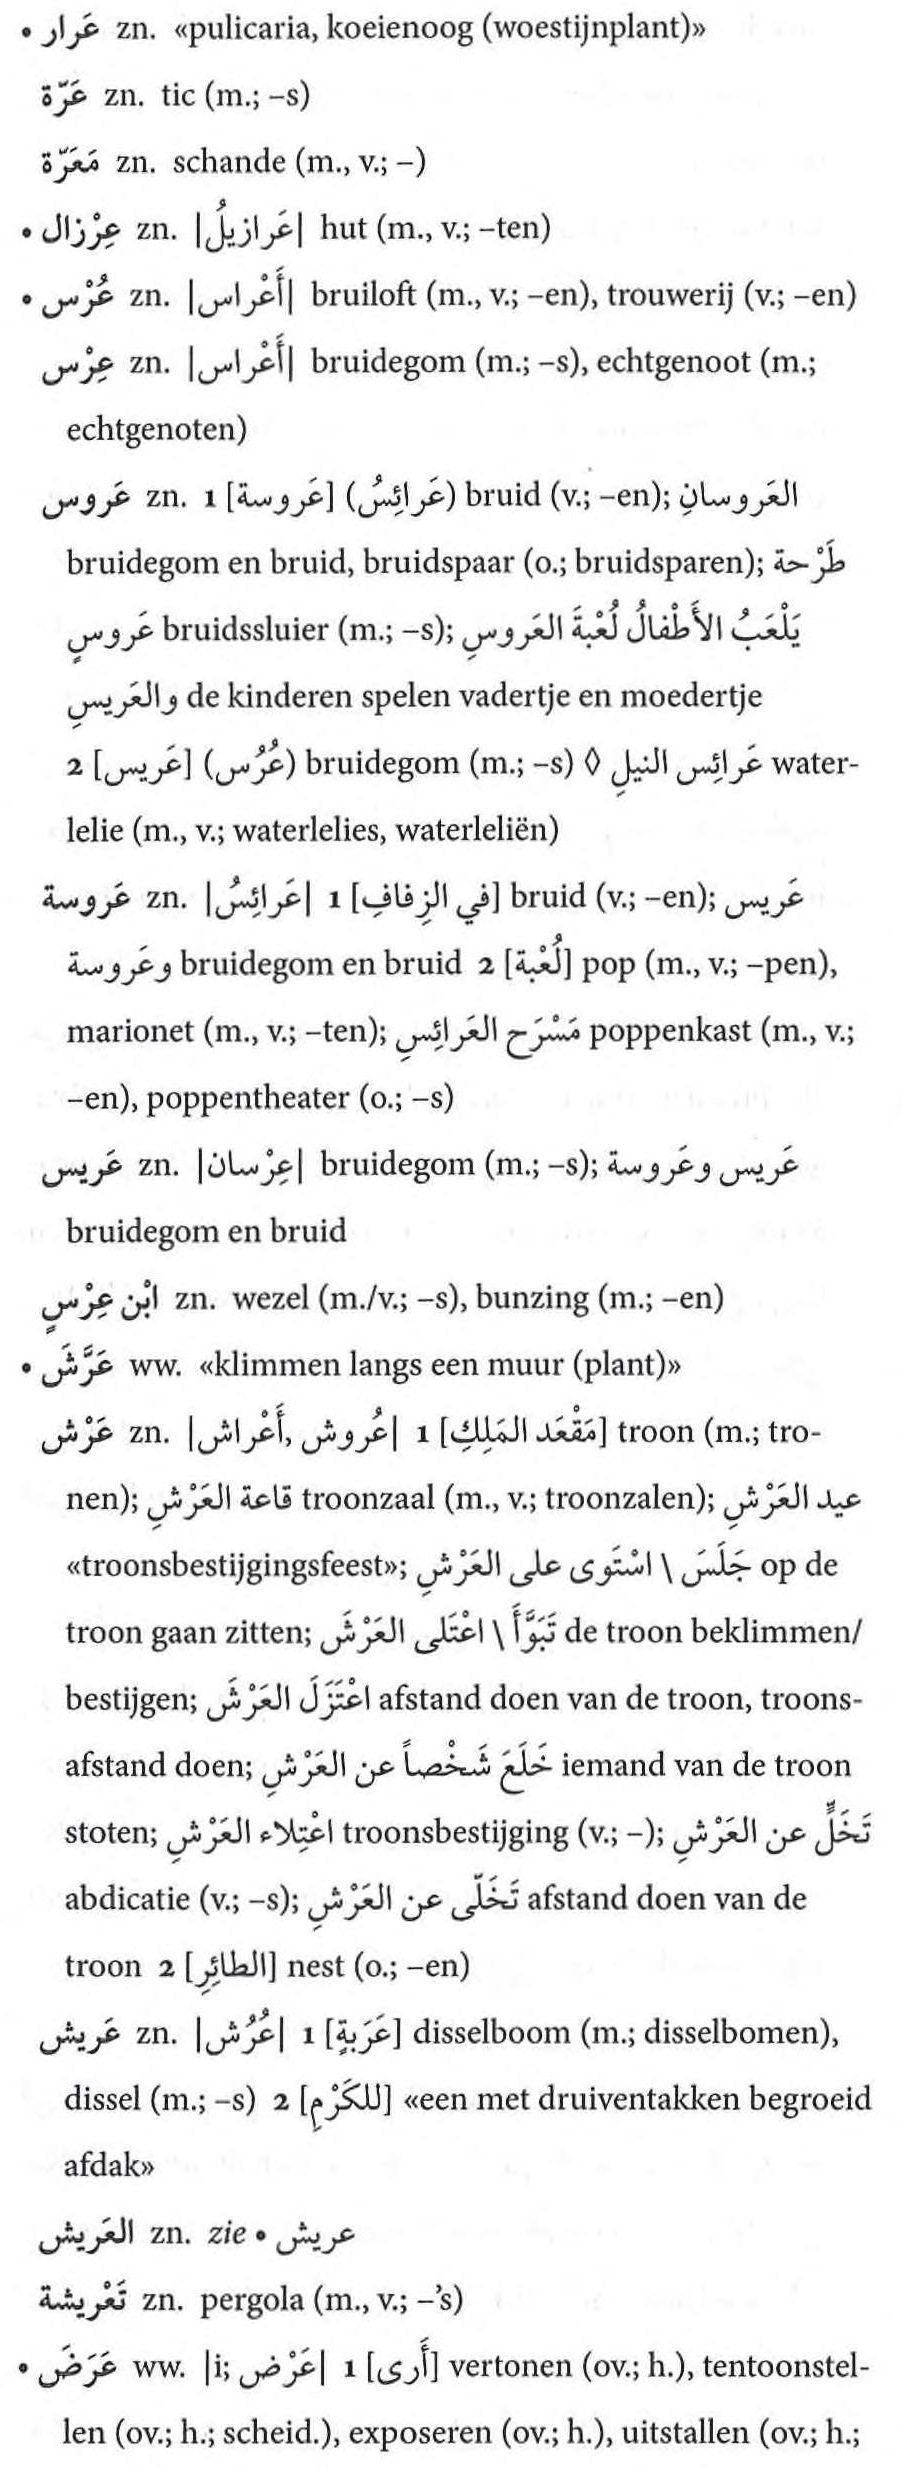 • عَرار zn. «pulicaria, koeienoog (woestijnplant)»
عَرّة zn. tic (m.; –s)
مَعَرّة zn. schande (m., v.; –)
• عِرْزال zn. |عَرازيلُ| hut (m., v.; –ten)
• عُرْس zn. |أَعْراس| bruiloft (m., v.; –en), trouwerij (v.; –en)
عِرْس zn. |أَعْراس| bruidegom (m.; –s), echtgenoot (m.;
echtgenoten)
عَروس zn. 1 [عَروسة] (عَرائِسُ) bruid (v.; –en); العَروسانِ
bruidegom en bruid, bruidspaar (o.; bruidsparen); طَرْحة
عَروسٍ bruidssluier (m.; –s); يَلْعَبُ الأَطْفالُ لُعْبةَ العَروسِ
والعَريسِ de kinderen spelen vadertje en moedertje
2 [عَريس] (عُرُس) bruidegom (m.; –s) ◊ عَرائِس النيلِ water-
lelie (m., v.; waterlelies, waterleliën)
عَروسة zn. |عَرائِسُ| 1 [في الزِفافِ] bruid (v.; –en); عَريس
وعَروسة bruidegom en bruid 2 [لُعْبة] pop (m., v.; –pen),
marionet (m., v.; –ten); مَسْرَح العَرائِسِ poppenkast (m., v.;
–en), poppentheater (o.; –s)
عَريس zn. |عِرْسان| bruidegom (m.; –s); عَريس وعَروسة
bruidegom en bruid
ابْن عِرْسٍ zn. wezel (m./v.; –s), bunzing (m.; –en)
• عَرَّشَ ww. «klimmen langs een muur (plant)»
عَرْش zn. |عُروش, أَعْراش| 1 [مَقْعَد المَلِكِ] troon (m.; tro-
nen); قاعة العَرْشِ troonzaal (m., v.; troonzalen); عيد العَرْشِ
«troonsbestijgingsfeest»; جَلَسَ \ اسْتَوى على العَرْشِ op de
troon gaan zitten; تَبَوَّأَ \ اعْتَلى العَرْشَ de troon beklimmen/
bestijgen; اعْتَزَلَ العَرْشَ afstand doen van de troon, troons-
afstand doen; خَلَعَ شَخْصاً عن العَرْشِ iemand van de troon
stoten; اعْتِلاء العَرْشِ troonsbestijging (v.; –); تَخَلٍّ عن العَرْشِ
abdicatie (v.; –s); تَخَلّى عن العَرْشِ afstand doen van de
troon 2 [الطائِرِ] nest (o.; –en)
عَريش zn. |عُرُش| 1 [عَرَبةٍ] disselboom (m.; disselbomen),
dissel (m.; –s) 2 [للكَرْمِ] «een met druiventakken begroeid
afdak»
العَريش zn. zie • عريش
تَعْريشة zn. pergola (m., v.; –’s)
• عَرَضَ ww. |i; عَرْض| 1 [أَرى] vertonen (ov.; h.), tentoonstel-
len (ov.; h.; scheid.), exposeren (ov.; h.), uitstallen (ov.; h.;